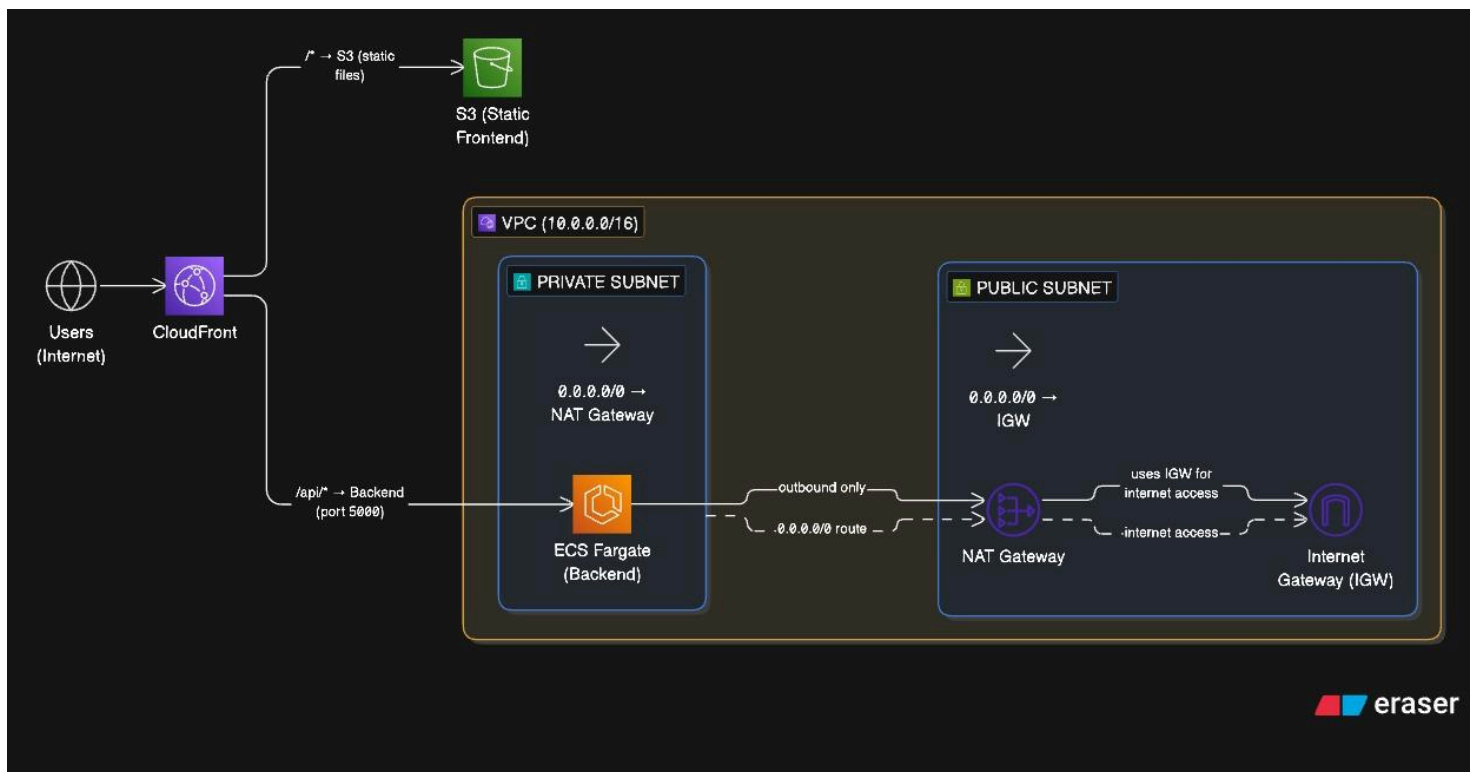 /* → S3 (static
files)
S3 (Static
Frontend)
VPC (10.0.0.0/16)
PRIVATE SUBNET
PUBLIC SUBNET
Users
(Internet)
CloudFront
0.0.0.0/0 →
NAT Gateway
0.0.0.0/0 →
IGW
/api/* → Backend
(port 5000)
ECS Fargate
(Backend)
outbound only
0.0.0.0/0 route
NAT Gateway
uses IGW for
internet access
internet access
Internet
Gateway (IGW)
eraser